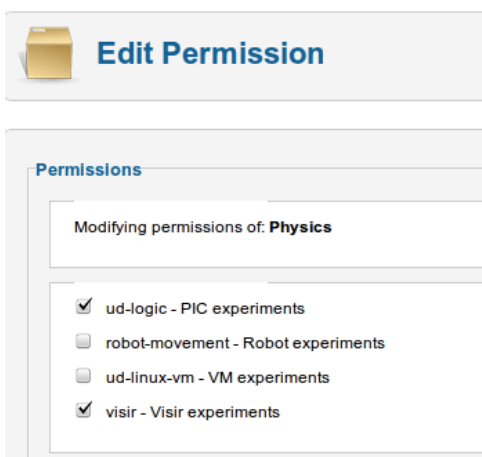 Edit Permission
Permissions
Modifying permissions of: Physics
ud-logic - PIC experiments
robot-movement - Robot experiments
ud-linux-vm - VM experiments
visir - Visir experiments